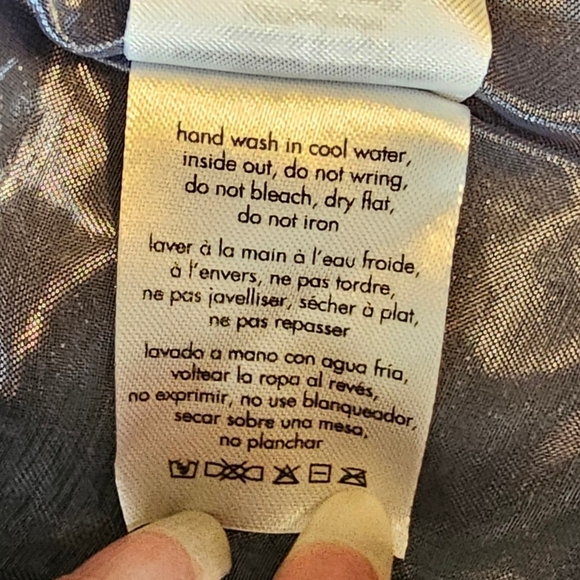 hand wash in cool water,
inside out, do not wring,
do not bleach, dry flat,
do not iron
laver à la main à l'eau froide,
à l'envers, ne pas tordre,
ne pas javelliser, sécher à plat,
ne pas repasser
lavado a mano con agua fria,
voltear la ropa al revés,
no exprimir, no use blanqueador,
secar sobre una mesa,
no planchar